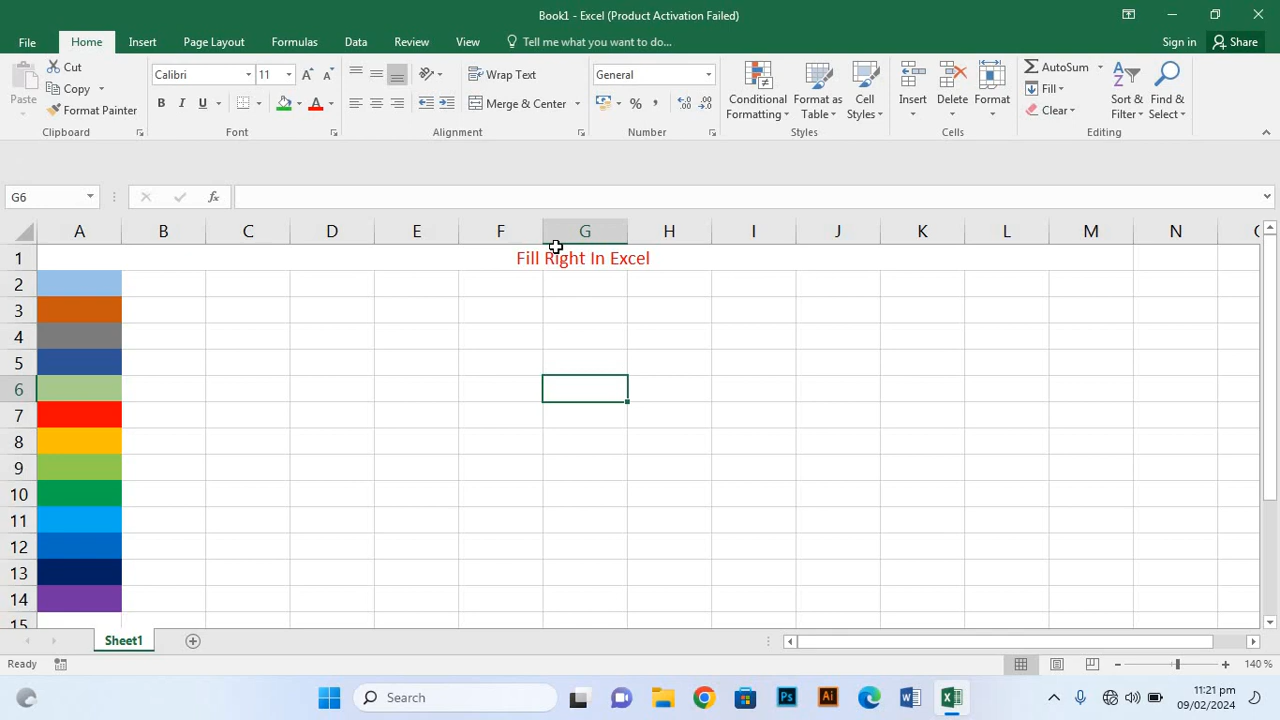 Book1 - Excel (Product Activation Failed)
File Home Insert Page Layout Formulas Data Review View Tell me what you want to do... Sign in Share
Paste Cut Copy Format Painter Clipboard
Calibri 11 B I U A A A Font
Wrap Text Merge & Center Alignment
General % , Number
Conditional Formatting Format as Table Cell Styles Styles
Insert Delete Format Cells
AutoSum Fill Clear Sort & Filter Find & Select Editing
G6 fx
A B C D E F G H I J K L M N
1 Fill Right In Excel
2
3
4
5
6
7
8
9
10
11
12
13
14
15
Sheet1
Ready 140 %
Search Ps Ai 11:21 pm
09/02/2024